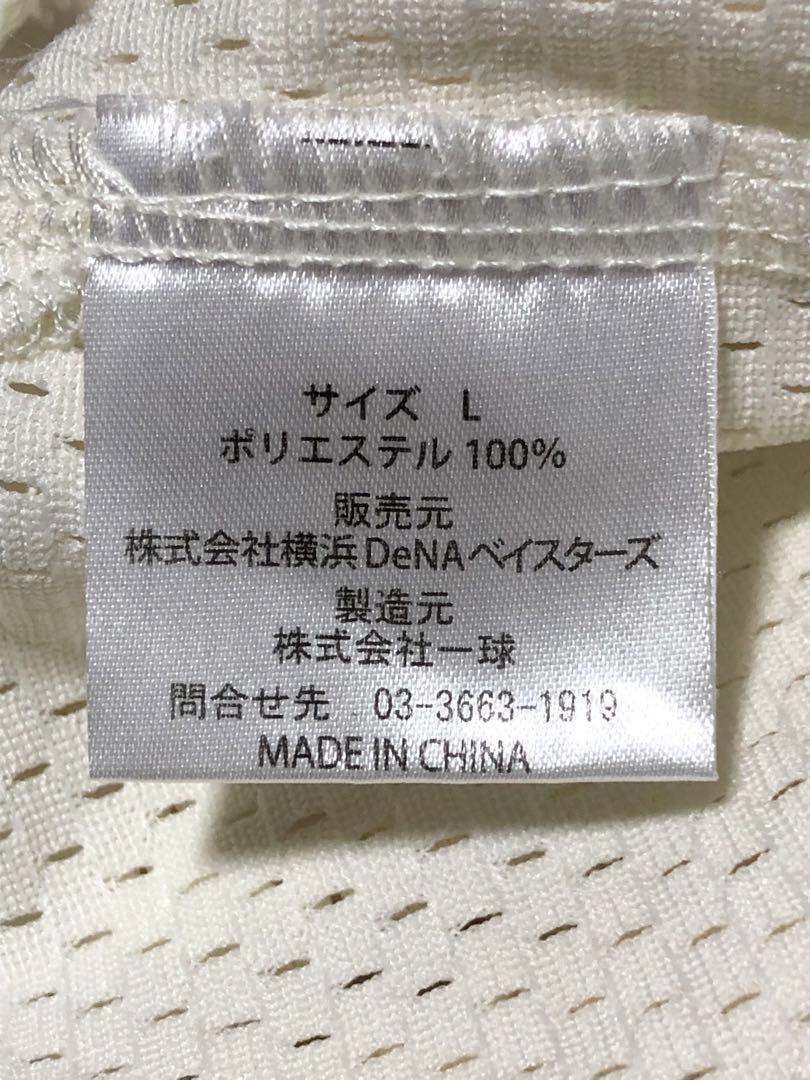 サイズ L
ポリエステル 100%
販売元
株式会社横浜DeNAベイスターズ
製造元
株式会社一球
問合せ先 03-3663-1919
MADE IN CHINA